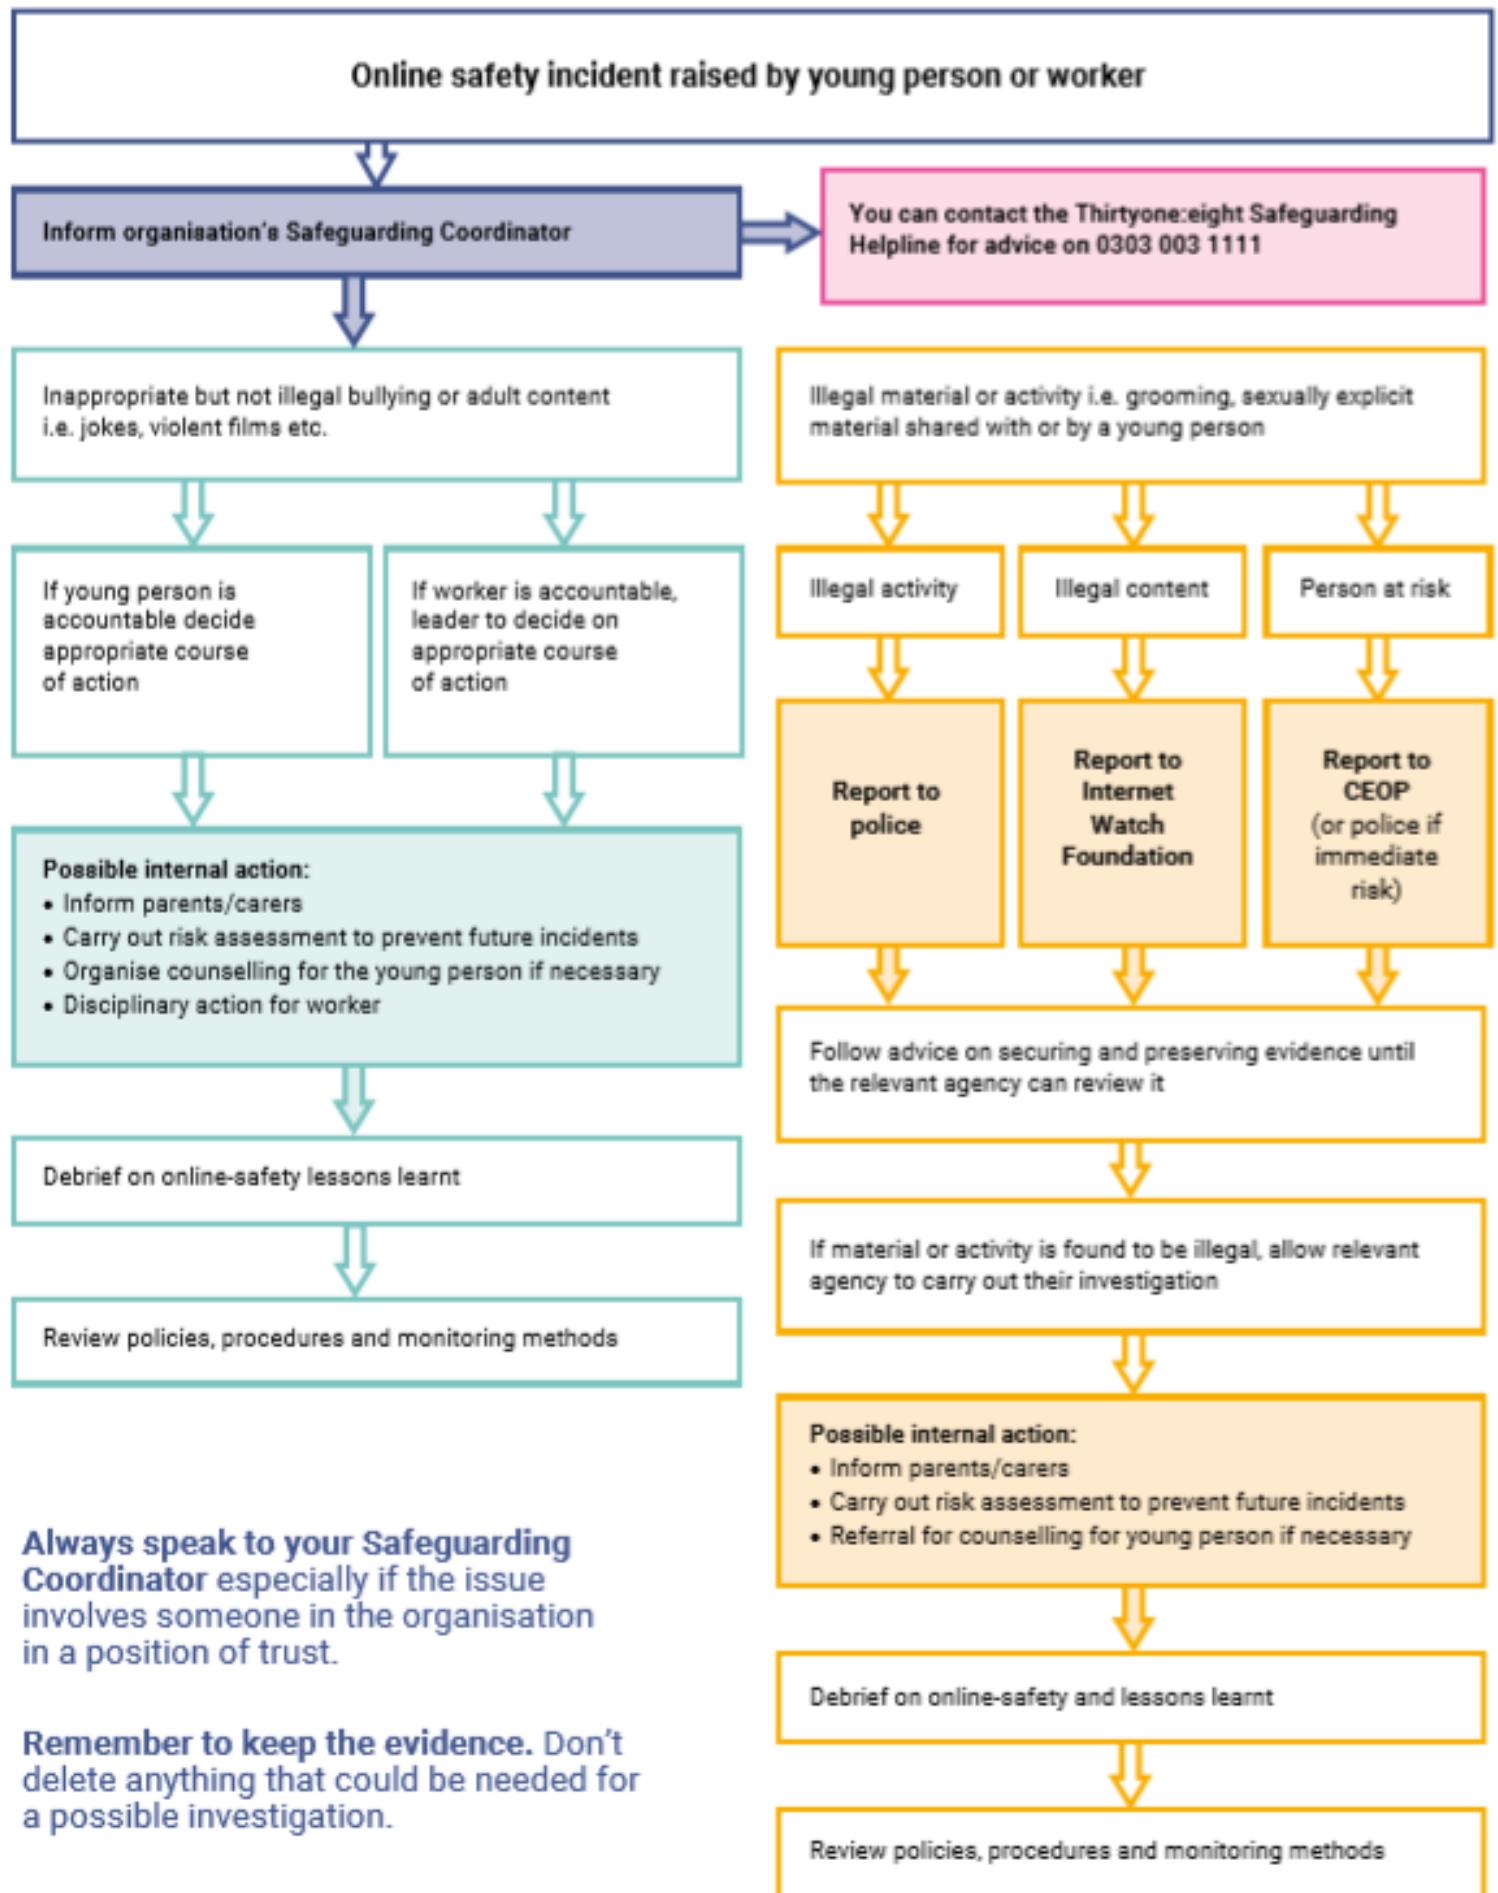 Online safety incident raised by young person or worker
Inform organisation's Safeguarding Coordinator
You can contact the Thirtyone:eight Safeguarding
Helpline for advice on 0303 003 1111
Inappropriate but not illegal bullying or adult content
i.e. jokes, violent films etc.
If young person is
accountable decide
appropriate course
of action
If worker is accountable,
leader to decide on
appropriate course
of action
Possible internal action:
• Inform parents/carers
• Carry out risk assessment to prevent future incidents
• Organise counselling for the young person if necessary
• Disciplinary action for worker
Debrief on online-safety lessons learnt
Review policies, procedures and monitoring methods
Illegal material or activity i.e. grooming, sexually explicit
material shared with or by a young person
Illegal activity
Illegal content
Person at risk
Report to
police
Report to
Internet
Watch
Foundation
Report to
CEOP
(or police if
immediate
risk)
Follow advice on securing and preserving evidence until
the relevant agency can review it
If material or activity is found to be illegal, allow relevant
agency to carry out their investigation
Possible internal action:
• Inform parents/carers
• Carry out risk assessment to prevent future incidents
• Referral for counselling for young person if necessary
Debrief on online-safety and lessons learnt
Review policies, procedures and monitoring methods
Always speak to your Safeguarding
Coordinator especially if the issue
involves someone in the organisation
in a position of trust.
Remember to keep the evidence. Don't
delete anything that could be needed for
a possible investigation.